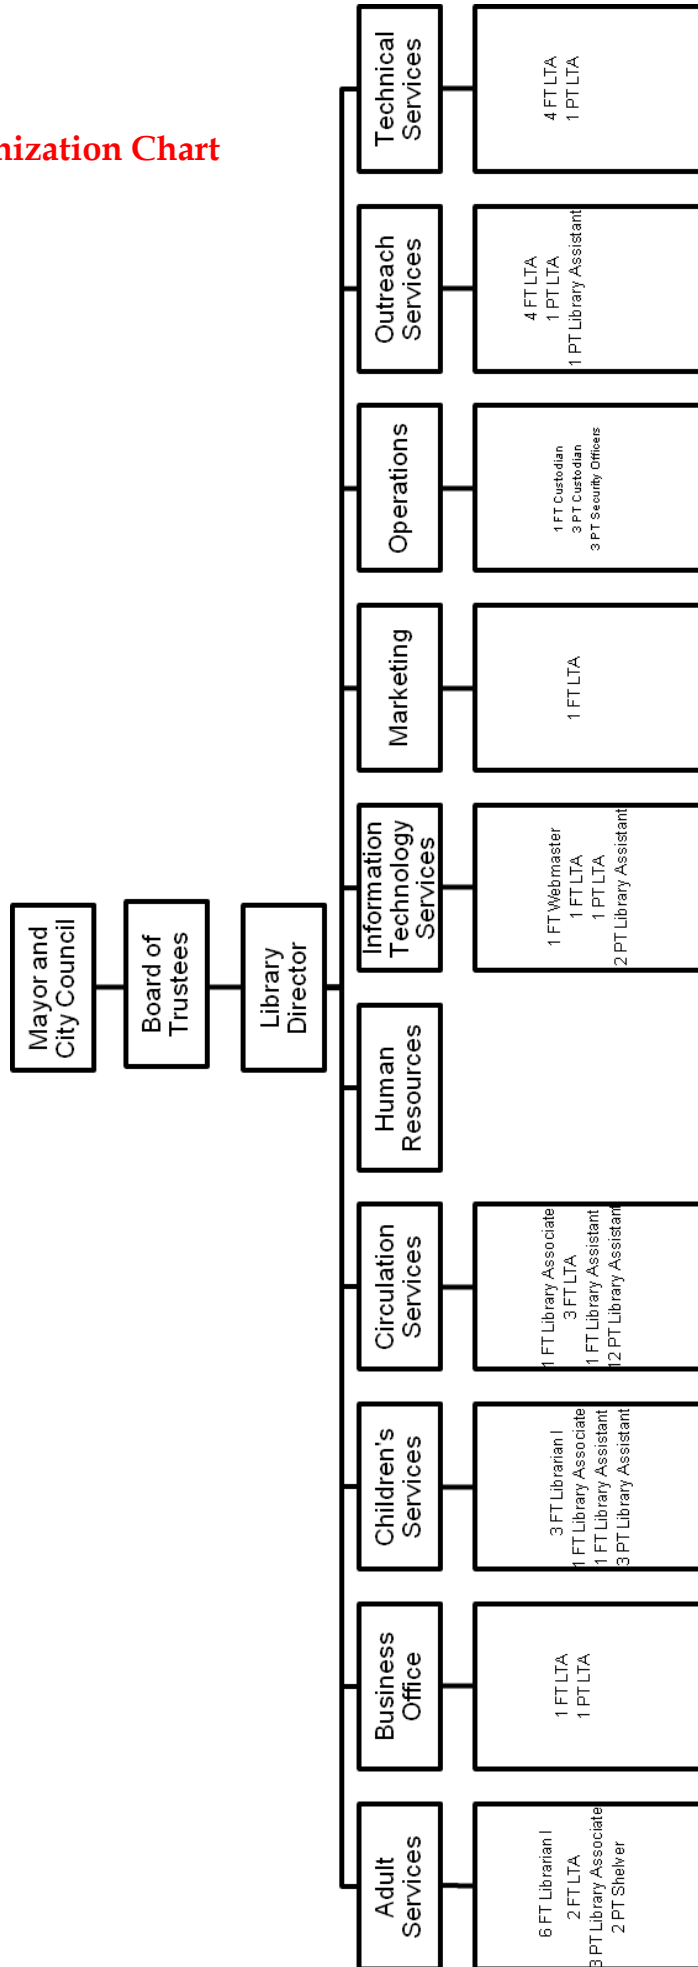 nization Chart
Mayor and
City Council
Board of
Trustees
Library
Director
Adult
Services
Business
Office
Children's
Services
Circulation
Services
Human
Resources
Information
Technology
Services
Marketing
Operations
Outreach
Services
Technical
Services
6 FT Librarian I
2 FT LTA
3 PT Library Associate
2 PT Shelver
1 FT LTA
1 PT LTA
3 FT Librarian I
1 FT Library Associate
1 FT Library Assistant
3 PT Library Assistant
1 FT Library Associate
3 FT LTA
1 FT Library Assistant
12 PT Library Assistant
1 FT Webmaster
1 FT LTA
1 PT LTA
2 PT Library Assistant
1 FT LTA
1 FT Custodian
3 PT Custodian
3 PT Security Officers
4 FT LTA
1 PT LTA
1 PT Library Assistant
4 FT LTA
1 PT LTA